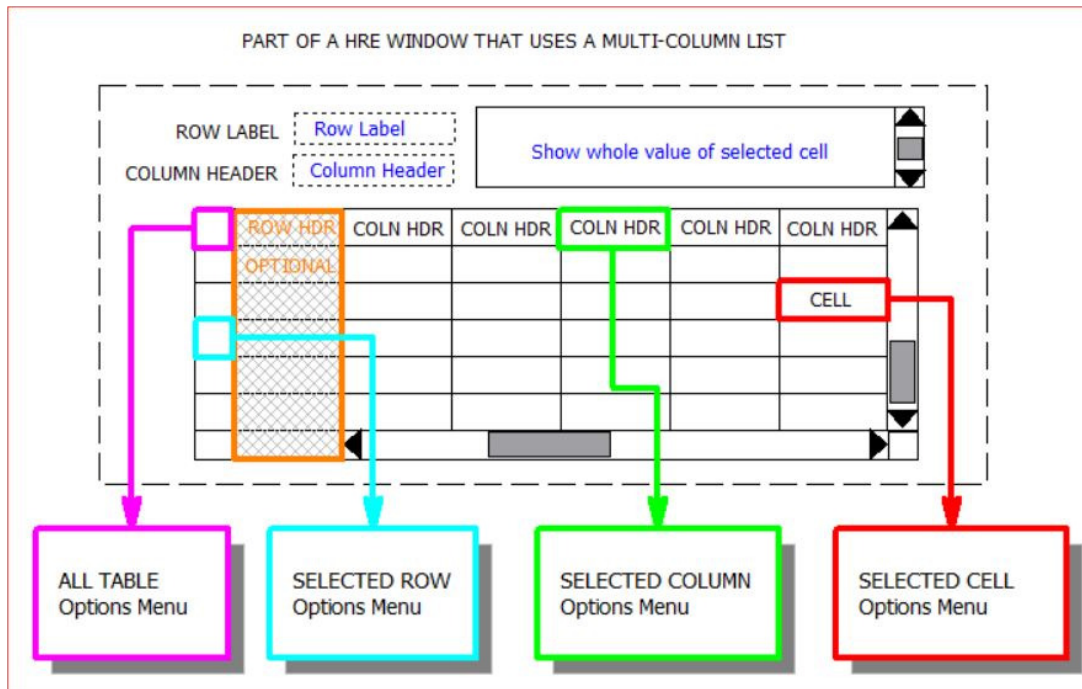 PART OF A HRE WINDOW THAT USES A MULTI-COLUMN LIST
ROW LABEL
Row Label
COLUMN HEADER
Column Header
Show whole value of selected cell
ROW HDR
COLN HDR
COLN HDR
COLN HDR
COLN HDR
COLN HDR
OPTIONAL
CELL
ALL TABLE
Options Menu
SELECTED ROW
Options Menu
SELECTED COLUMN
Options Menu
SELECTED CELL
Options Menu